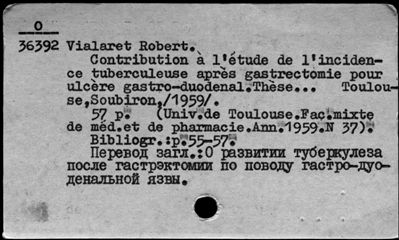 O
36392 Vialaret Robert.
Contribution à l'étude de l'inciden-
ce tuberculeuse après gastrectomie pour
ulcère gastro-duodenal.Thèse... Toulou-
se,Soubiron,/1959/.
57 p. (Univ.de Toulouse.Fac.mixte
de méd.et de pharmacie.Ann.1959.N 37).
Bibliogr.:p.55-57.
Перевод загл.:О развитии туберкулеза
после гастрэктомии по поводу гастро-дуо-
денальной язвы.